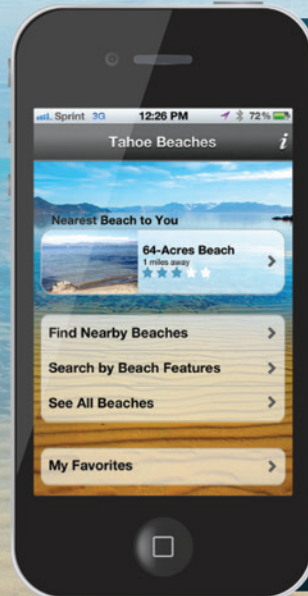 Sprint 3G 12:26 PM 72%
Tahoe Beaches i
Nearest Beach to You
64-Acres Beach
1 miles away
Find Nearby Beaches
Search by Beach Features
See All Beaches
My Favorites